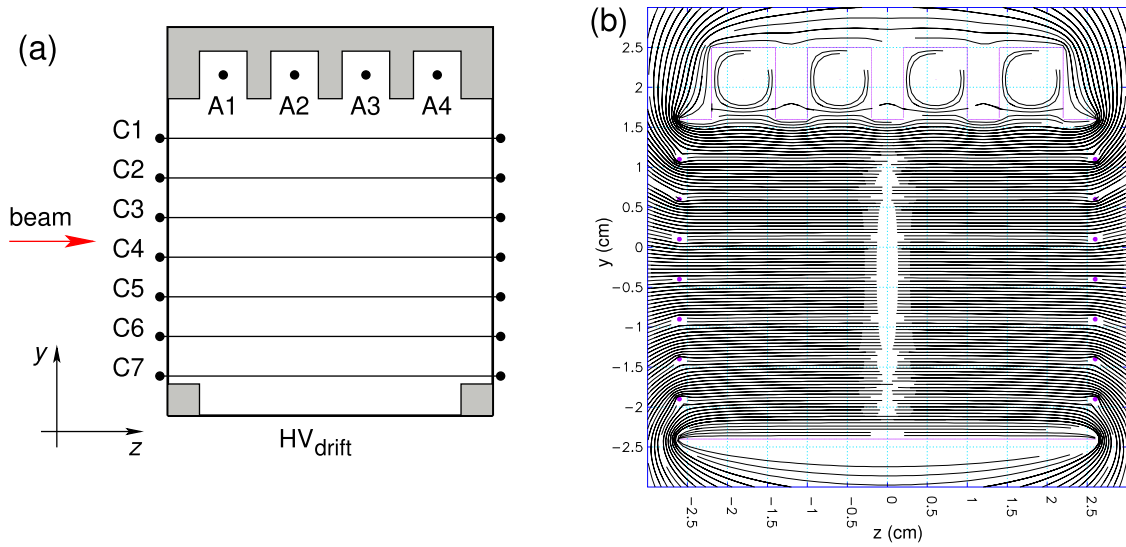 (a)
A1 A2 A3 A4
C1
C2
C3
beam
C4
C5
C6
C7
y
z
HVdrift
(b)
2.5
2
1.5
1
0.5
0
−0.5
−1
−1.5
−2
−2.5
y (cm)
−2.5 −2 −1.5 −1 −0.5 0 0.5 1 1.5 2 2.5
z (cm)